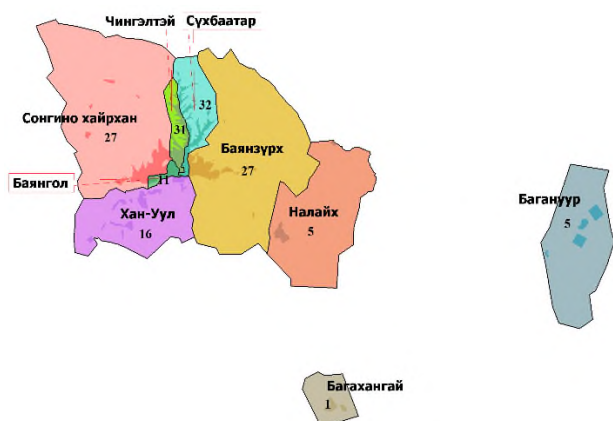 Чингэлтэй
Сүхбаатар
Сонгино хайрхан
27
31
32
Баянзүрх
27
Баянгол
11
Хан-Уул
16
Налайх
5
Багануур
5
Багахангай
1